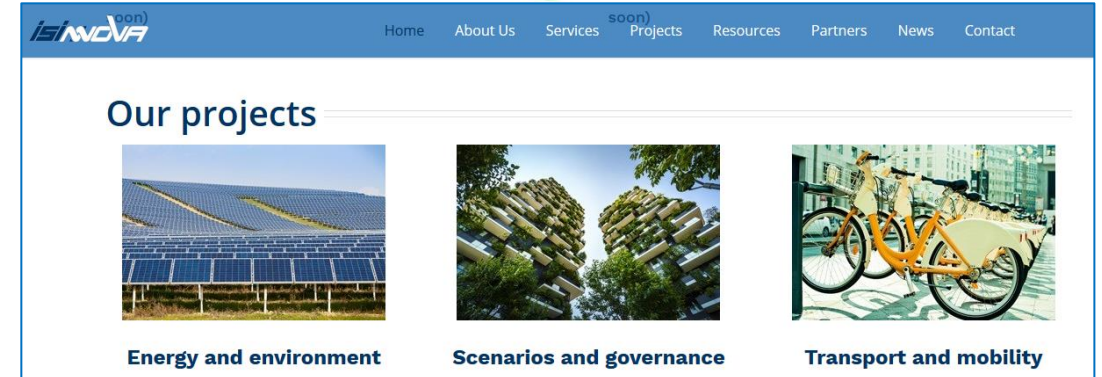 oon)
soon)
isinnova
Home About Us Services Projects Resources Partners News Contact
Our projects
Energy and environment Scenarios and governance Transport and mobility